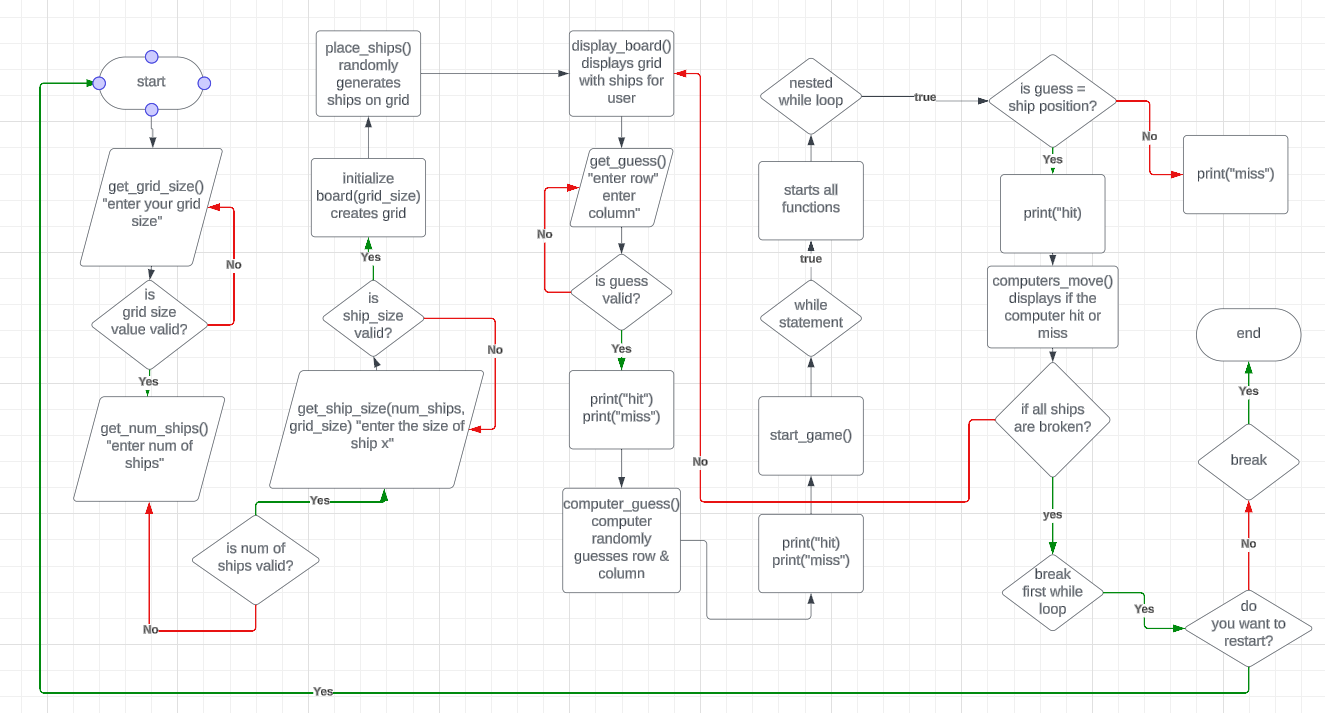 start
get_grid_size()
"enter your grid
size"
No
is
grid size
value valid?
Yes
get_num_ships()
"enter num of
ships"
No
is num of
ships valid?
Yes
get_ship_size(num_ships,
grid_size) "enter the size of
ship x"
is
ship_size
valid?
No
Yes
initialize
board(grid_size)
creates grid
place_ships()
randomly
generates
ships on grid
display_board()
displays grid
with ships for
user
get_guess()
"enter row"
enter
column"
No
is guess
valid?
Yes
print("hit")
print("miss")
computer_guess()
computer
randomly
guesses row &
column
print("hit)
print("miss")
start_game()
while
statement
true
starts all
functions
nested
while loop
true
is guess =
ship position?
No
print("miss")
Yes
print("hit)
computers_move()
displays if the
computer hit or
miss
if all ships
are broken?
No
yes
break
first while
loop
Yes
do
you want to
restart?
No
break
Yes
end
Yes